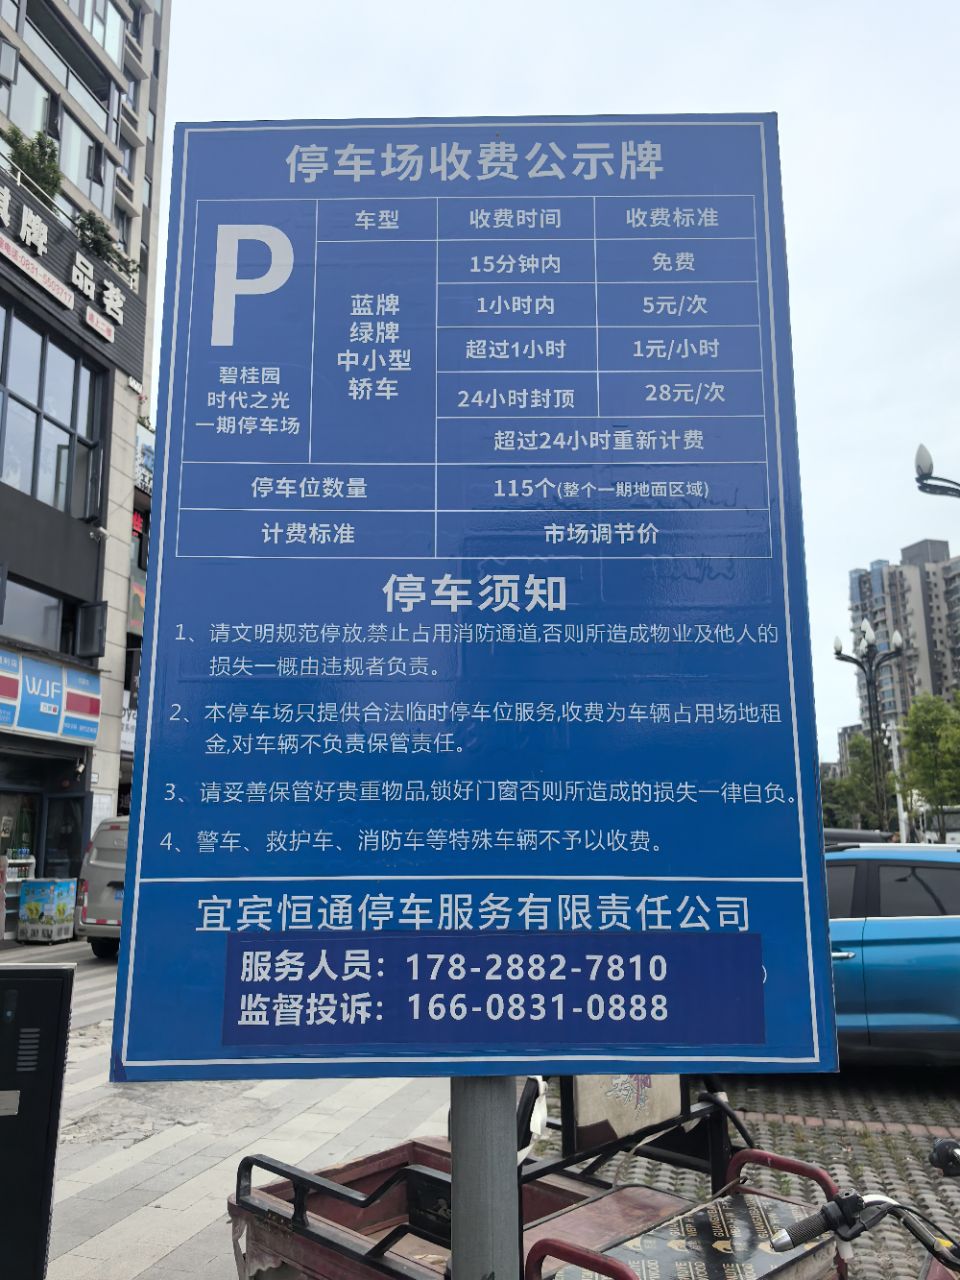 停车场收费公示牌
P
碧桂园
时代之光
一期停车场
车型 收费时间 收费标准
蓝牌
绿牌
中小型
轿车
15分钟内 免费
1小时内 5元/次
超过1小时 1元/小时
24小时封顶 28元/次
超过24小时重新计费
停车位数量 115个(整个一期地面区域)
计费标准 市场调节价
停车须知
1、请文明规范停放,禁止占用消防通道,否则所造成物业及他人的
损失一概由违规者负责。
2、本停车场只提供合法临时停车位服务,收费为车辆占用场地租
金,对车辆不负责保管责任。
3、请妥善保管好贵重物品,锁好门窗否则所造成的损失一律自负。
4、警车、救护车、消防车等特殊车辆不予以收费。
宜宾恒通停车服务有限责任公司
服务人员：178-2882-7810
监督投诉：166-0831-0888
牌 品茗
WJF